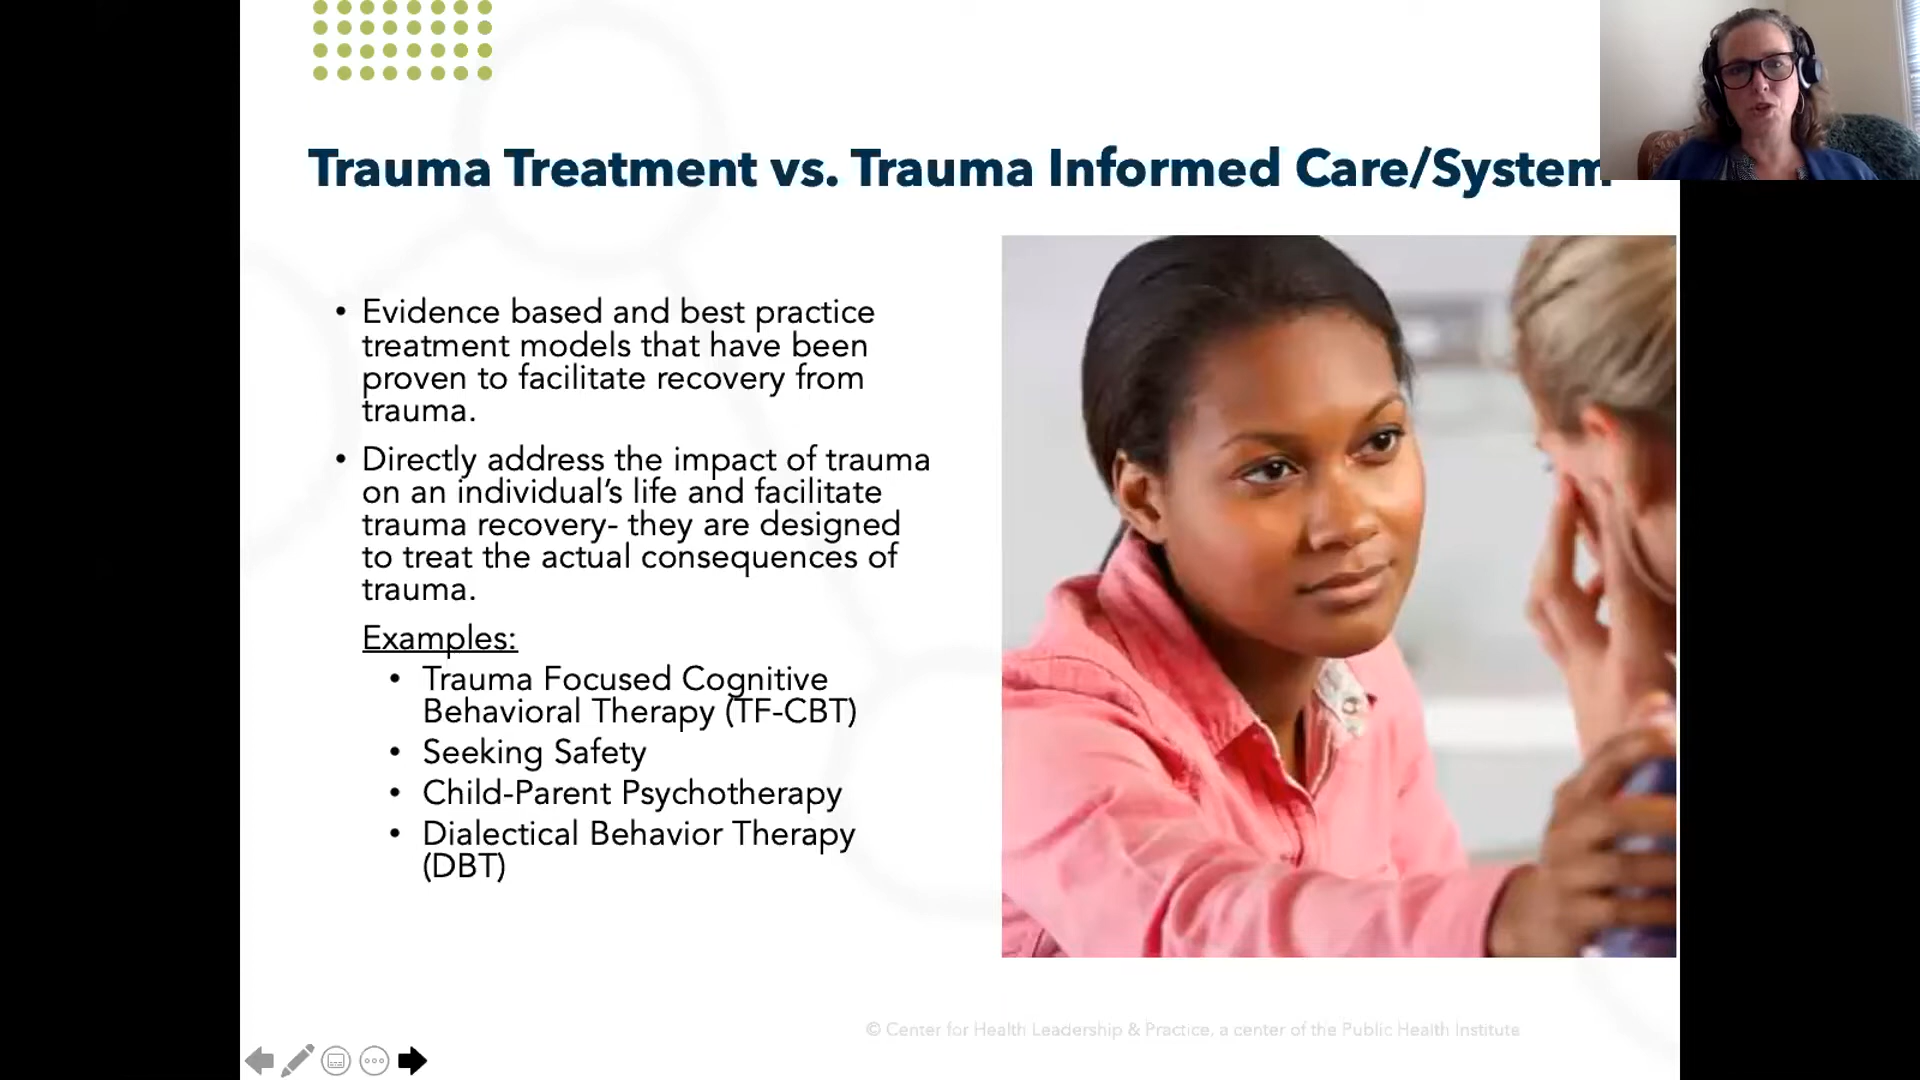 Trauma Treatment vs. Trauma Informed Care/System
• Evidence based and best practice
treatment models that have been
proven to facilitate recovery from
trauma.
• Directly address the impact of trauma
on an individual’s life and facilitate
trauma recovery- they are designed
to treat the actual consequences of
trauma.
Examples:
• Trauma Focused Cognitive
Behavioral Therapy (TF-CBT)
• Seeking Safety
• Child-Parent Psychotherapy
• Dialectical Behavior Therapy
(DBT)
© Center for Health Leadership & Practice, a center of the Public Health Institute